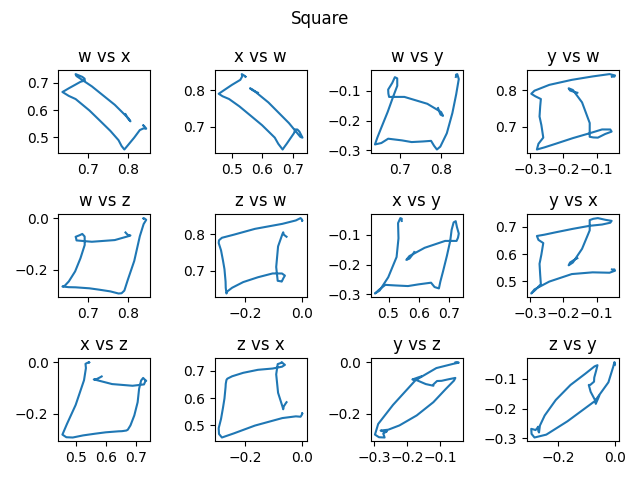 Square
w vs x x vs w w vs y y vs w
0.7 0.6 0.5 0.8 0.7 −0.1 −0.2 −0.3 0.8 0.7
0.7 0.8 0.5 0.6 0.7 0.7 0.8 −0.3 −0.2 −0.1
w vs z z vs w x vs y y vs x
0.0 −0.2 0.8 0.7 −0.1 −0.2 −0.3 0.7 0.6 0.5
0.7 0.8 −0.2 0.0 0.5 0.6 0.7 −0.3 −0.2 −0.1
x vs z z vs x y vs z z vs y
0.0 −0.2 0.7 0.6 0.5 0.0 −0.2 −0.1 −0.2 −0.3
0.5 0.6 0.7 −0.2 0.0 −0.3 −0.2 −0.1 −0.2 0.0